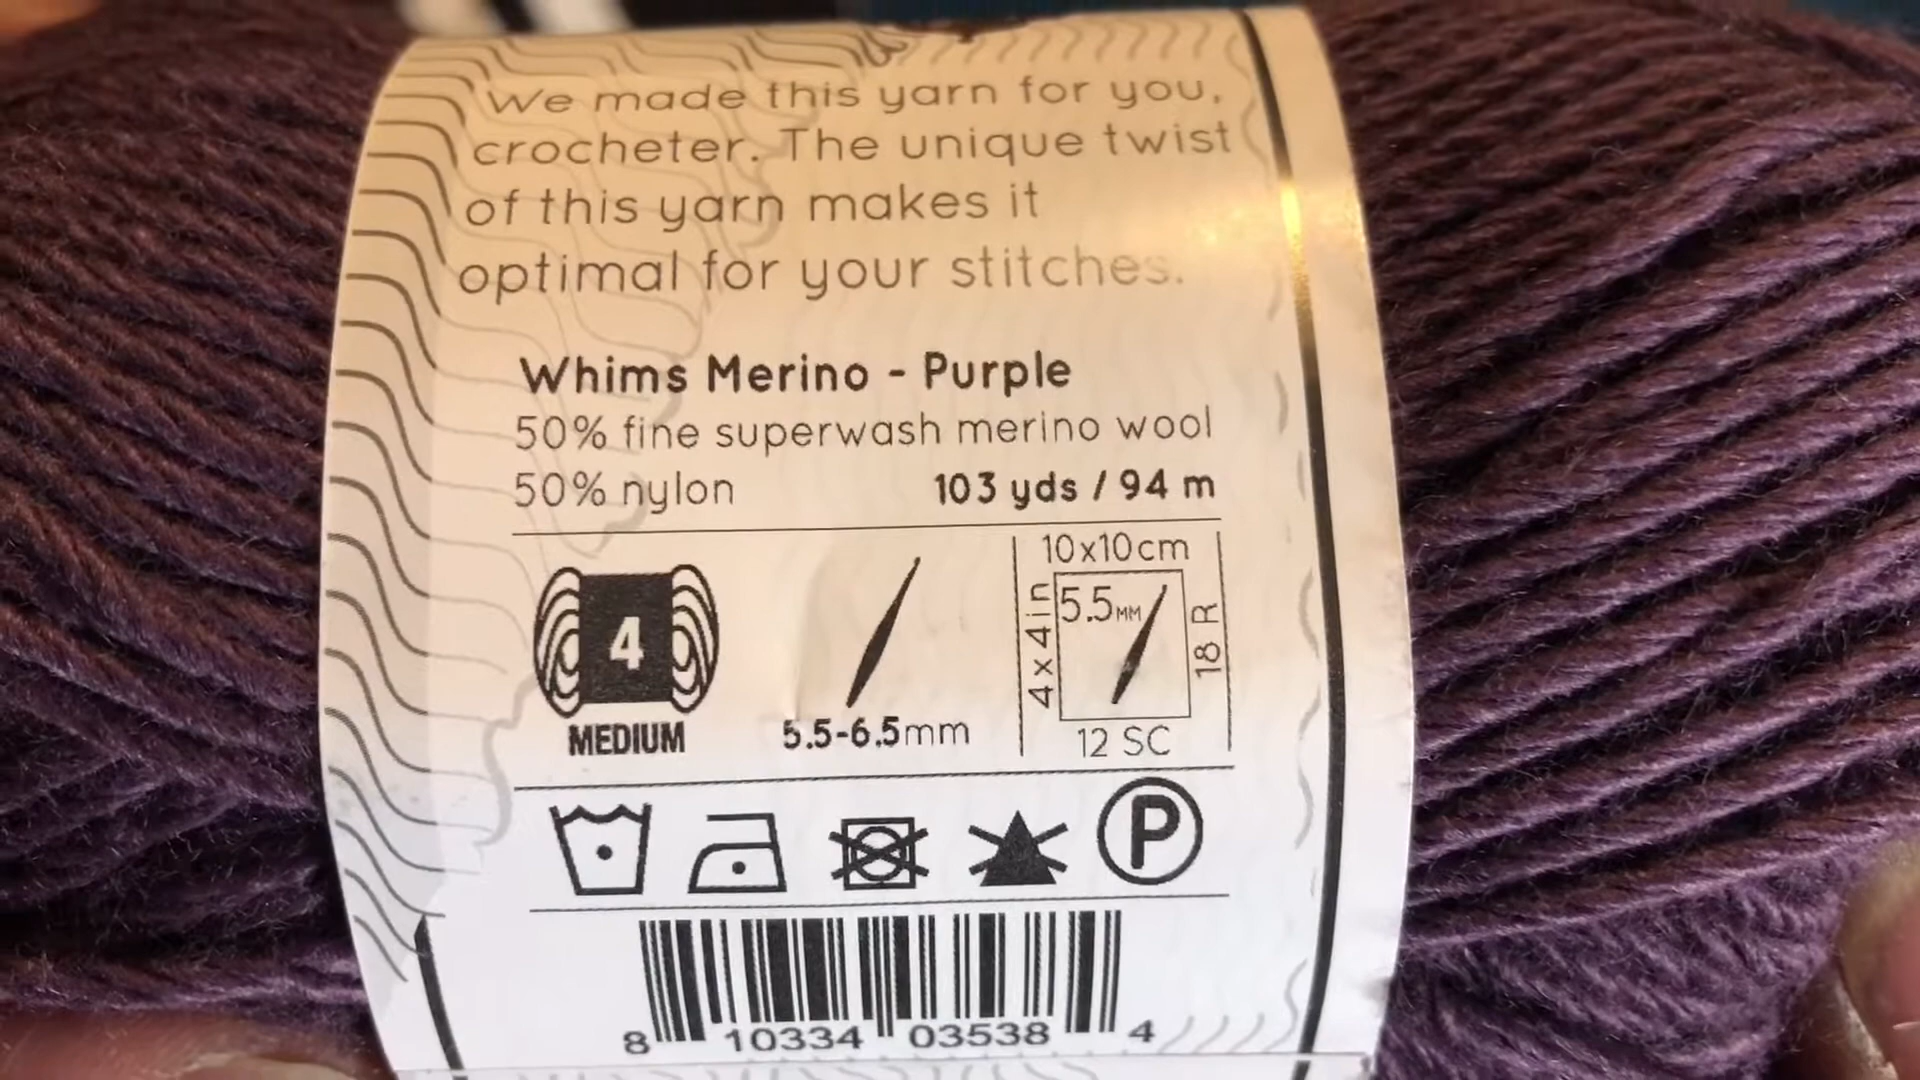 We made this yarn for you,
crocheter. The unique twist
of this yarn makes it
optimal for your stitches.
Whims Merino - Purple
50% fine superwash merino wool
50% nylon 103 yds / 94 m
4
MEDIUM
5.5-6.5mm
10x10cm
4x4in
5.5MM
18 R
12 SC
P
8 10334 03538 4